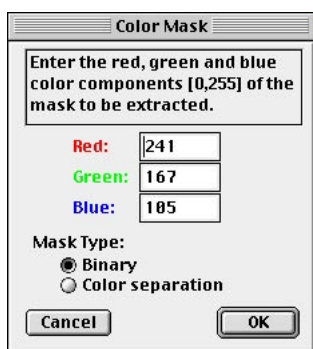 Color Mask
Enter the red, green and blue
color components [0,255] of the
mask to be extracted.
Red: 241
Green: 167
Blue: 105
Mask Type:
Binary
Color separation
Cancel OK